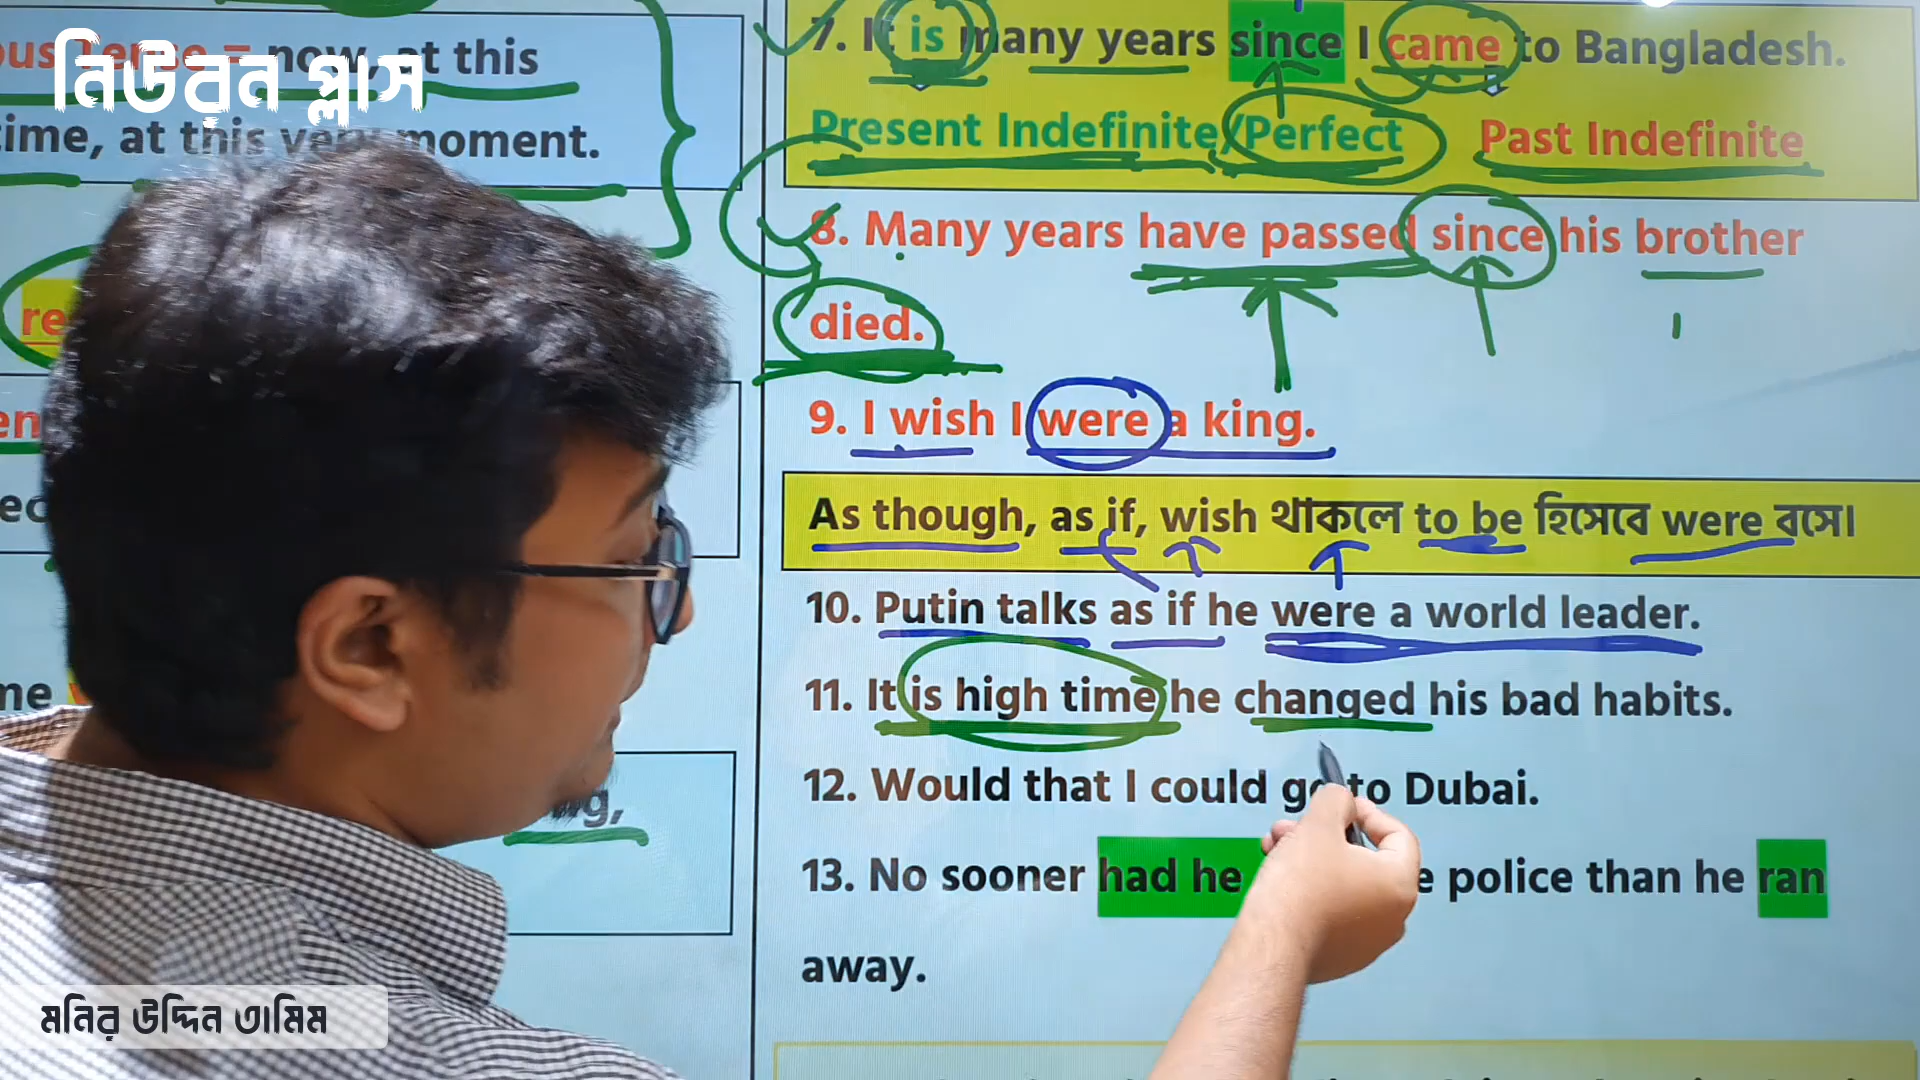 নিউরন প্লাস
= now, at this
time, at this very moment.
7. It is many years since I came to Bangladesh.
Present Indefinite/Perfect Past Indefinite
8. Many years have passed since his brother
died.
9. I wish I were a king.
As though, as if, wish থাকলে to be হিসেবে were বসে।
10. Putin talks as if he were a world leader.
11. It is high time he changed his bad habits.
12. Would that I could go to Dubai.
13. No sooner had he police than he ran
away.
মনির উদ্দিন তামিম